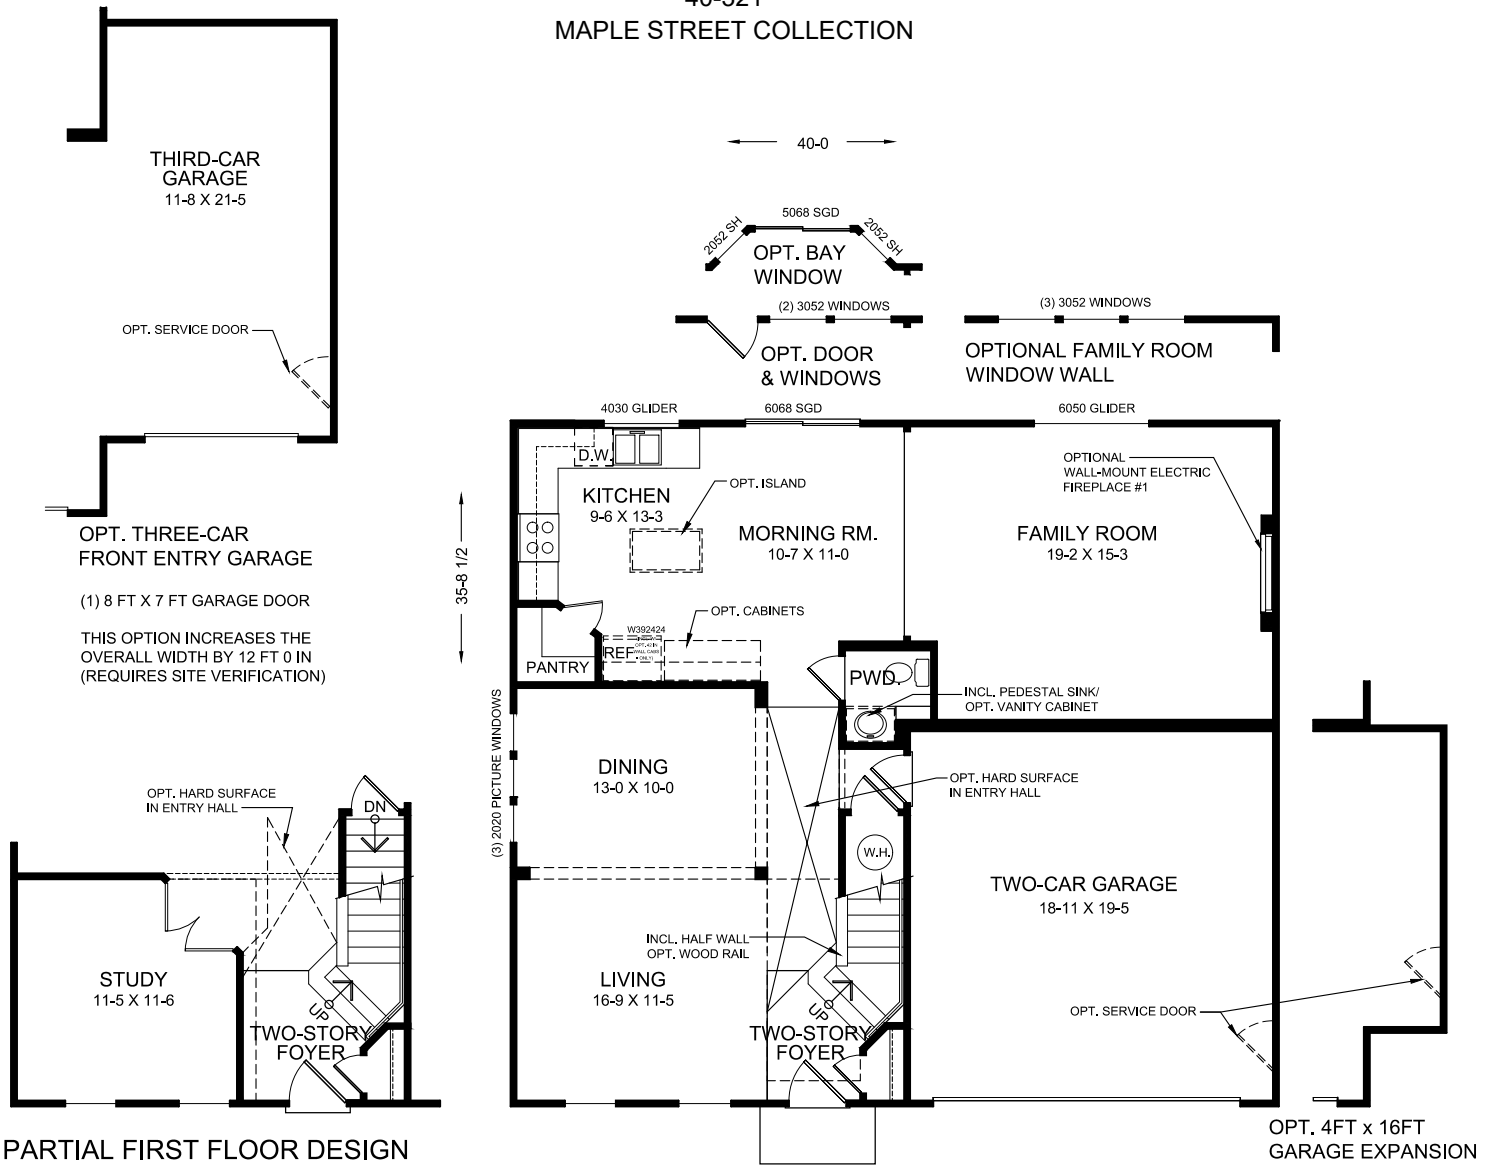 MAPLE STREET COLLECTION
THIRD-CAR
GARAGE
11-8 X 21-5
OPT. SERVICE DOOR
OPT. THREE-CAR
FRONT ENTRY GARAGE
(1) 8 FT X 7 FT GARAGE DOOR
THIS OPTION INCREASES THE
OVERALL WIDTH BY 12 FT 0 IN
(REQUIRES SITE VERIFICATION)
40-0
5068 SGD
2052 SH
2052 SH
OPT. BAY
WINDOW
(2) 3052 WINDOWS
OPT. DOOR
& WINDOWS
(3) 3052 WINDOWS
OPTIONAL FAMILY ROOM
WINDOW WALL
4030 GLIDER
6068 SGD
6050 GLIDER
35-8 1/2
D.W.
KITCHEN
9-6 X 13-3
OPT. ISLAND
MORNING RM.
10-7 X 11-0
OPTIONAL
WALL-MOUNT ELECTRIC
FIREPLACE #1
FAMILY ROOM
19-2 X 15-3
OPT. CABINETS
W392424
REF
PANTRY
PWD.
INCL. PEDESTAL SINK/
OPT. VANITY CABINET
(3) 2020 PICTURE WINDOWS
DINING
13-0 X 10-0
OPT. HARD SURFACE
IN ENTRY HALL
W.H.
TWO-CAR GARAGE
18-11 X 19-5
INCL. HALF WALL
OPT. WOOD RAIL
LIVING
16-9 X 11-5
UP
TWO-STORY
FOYER
OPT. SERVICE DOOR
OPT. 4FT x 16FT
GARAGE EXPANSION
OPT. HARD SURFACE
IN ENTRY HALL
DN
STUDY
11-5 X 11-6
UP
TWO-STORY
FOYER
PARTIAL FIRST FLOOR DESIGN